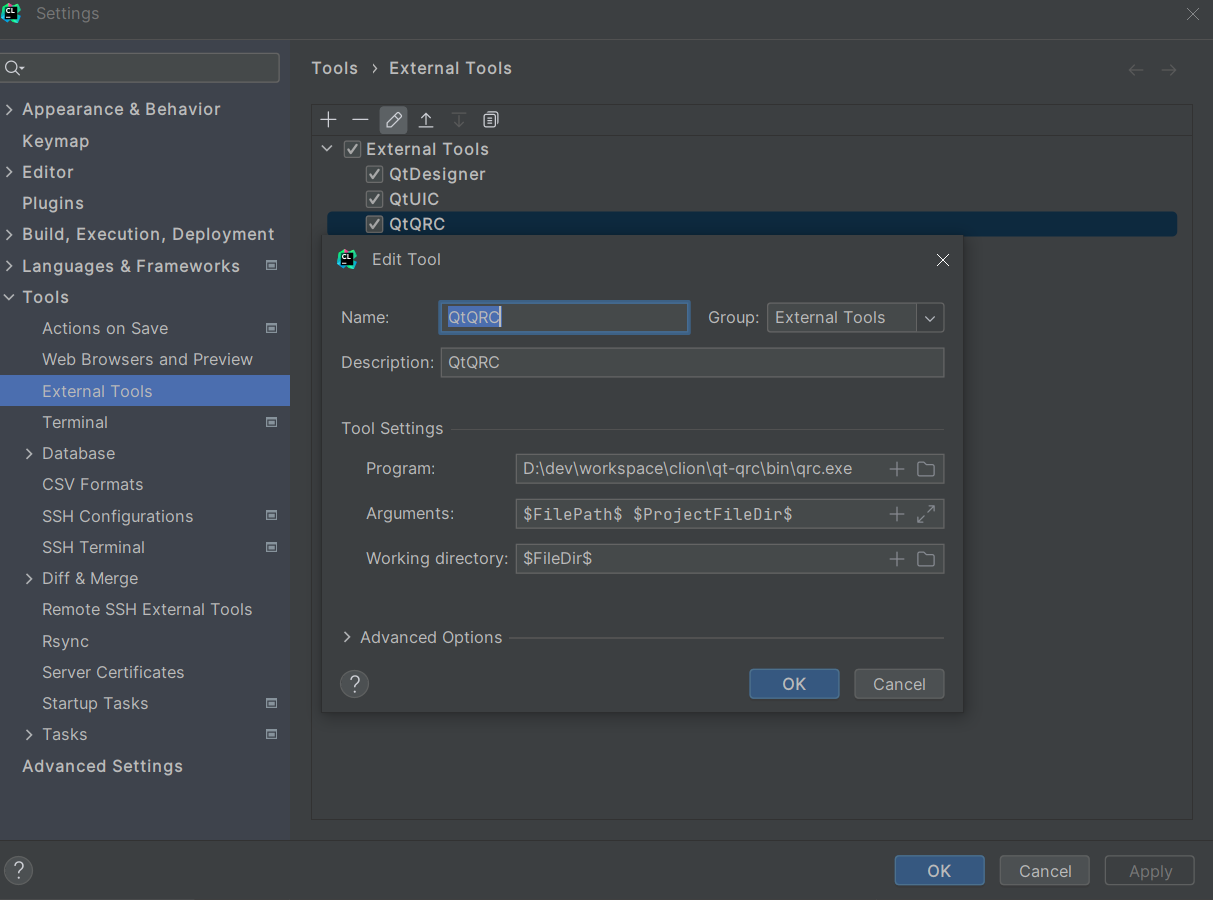 CL Settings
Tools › External Tools
Appearance & Behavior
Keymap
Editor
Plugins
Build, Execution, Deployment
Languages & Frameworks
Tools
Actions on Save
Web Browsers and Preview
External Tools
Terminal
Database
CSV Formats
SSH Configurations
SSH Terminal
Diff & Merge
Remote SSH External Tools
Rsync
Server Certificates
Startup Tasks
Tasks
Advanced Settings
External Tools
QtDesigner
QtUIC
QtQRC
CL Edit Tool
Name: QtQRC Group: External Tools
Description: QtQRC
Tool Settings
Program: D:\dev\workspace\clion\qt-qrc\bin\qrc.exe
Arguments: $FilePath$ $ProjectFileDir$
Working directory: $FileDir$
Advanced Options
? OK Cancel
? OK Cancel Apply